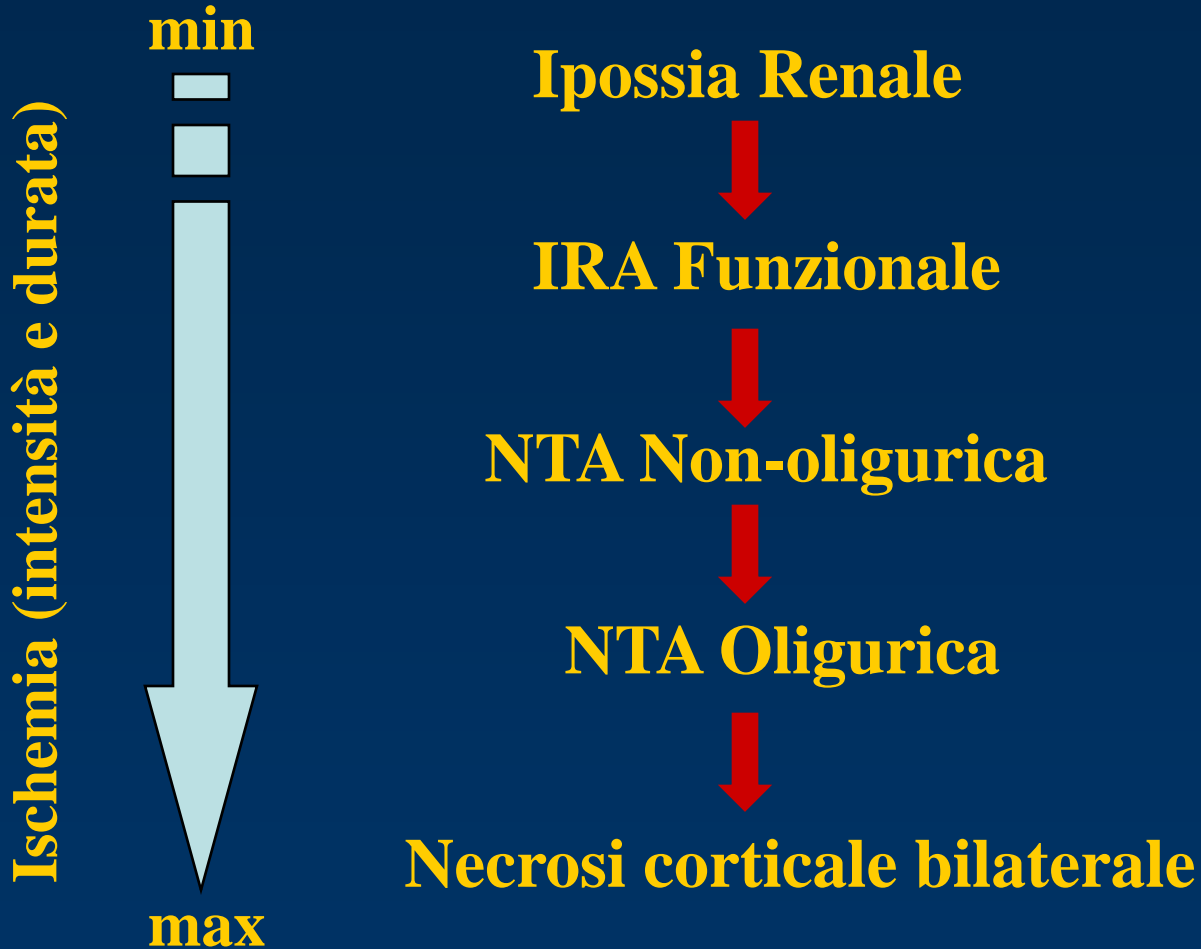 min
Ischemia (intensità e durata)
max
Ipossia Renale
IRA Funzionale
NTA Non-oligurica
NTA Oligurica
Necrosi corticale bilaterale